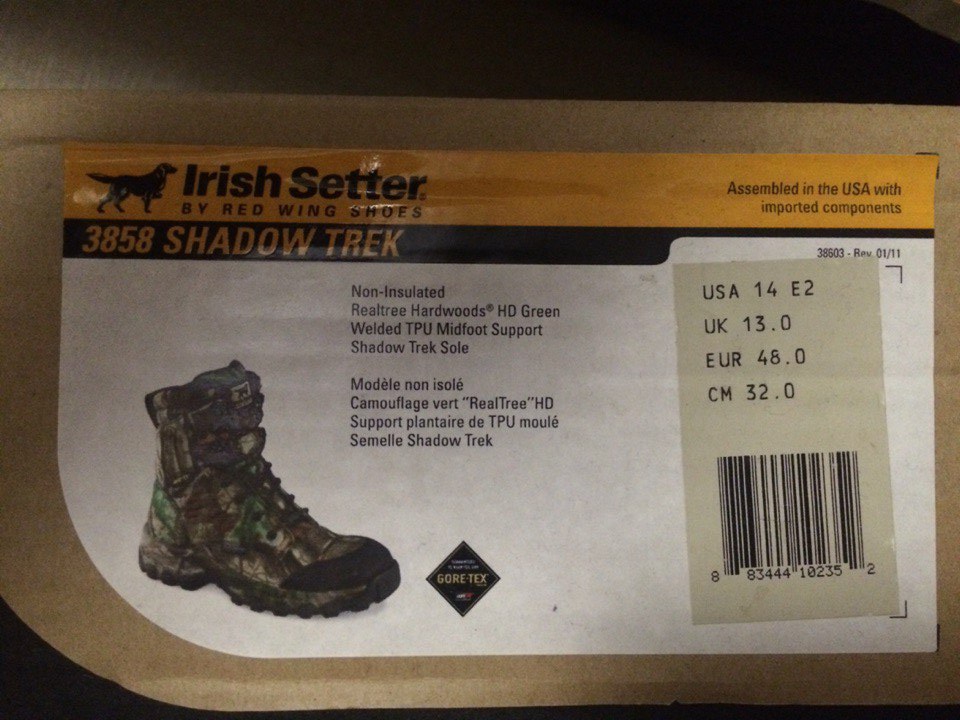 Irish Setter®
BY RED WING SHOES
Assembled in the USA with
imported components
3858 SHADOW TREK
38603 - Rev 01/11
Non-Insulated
Realtree Hardwoods® HD Green
Welded TPU Midfoot Support
Shadow Trek Sole
Modèle non isolé
Camouflage vert "RealTree"HD
Support plantaire de TPU moulé
Semelle Shadow Trek
USA 14 E2
UK 13.0
EUR 48.0
CM 32.0
GORE-TEX
8 83444 10235 2